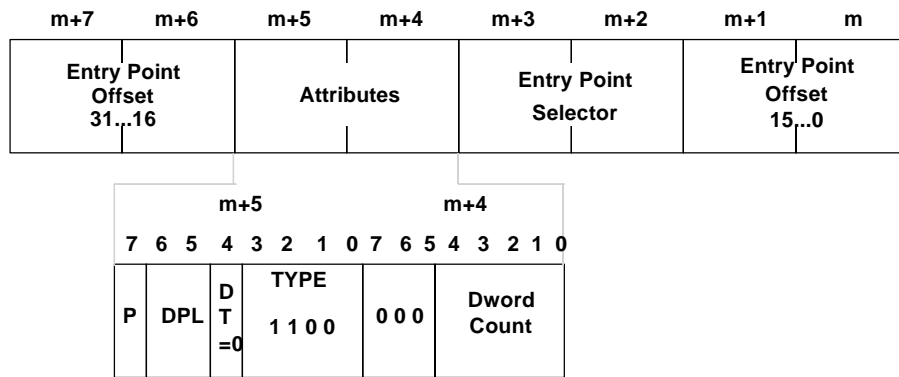 m+7 m+6 m+5 m+4 m+3 m+2 m+1 m
Entry Point
Offset
31...16
Attributes
Entry Point
Selector
Entry Point
Offset
15...0
m+5 m+4
7 6 5 4 3 2 1 0 7 6 5 4 3 2 1 0
P
DPL
D
T
=0
TYPE
1 1 0 0
0 0 0
Dword
Count